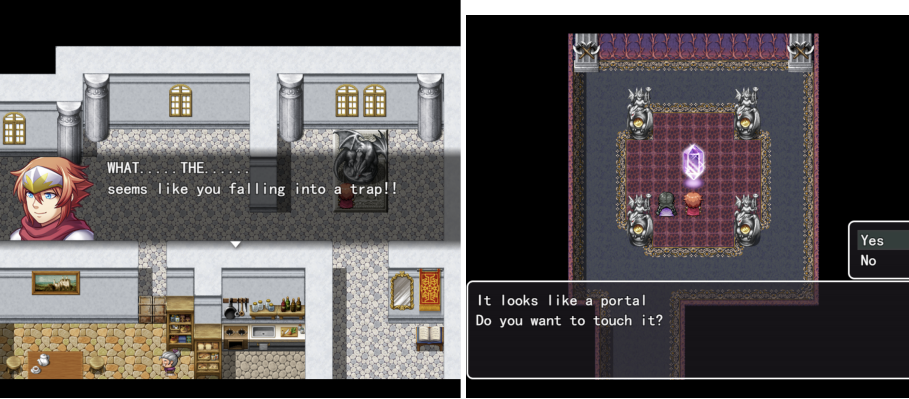 WHAT.....THE......
seems like you falling into a trap!!
Yes
No
It looks like a portal
Do you want to touch it?